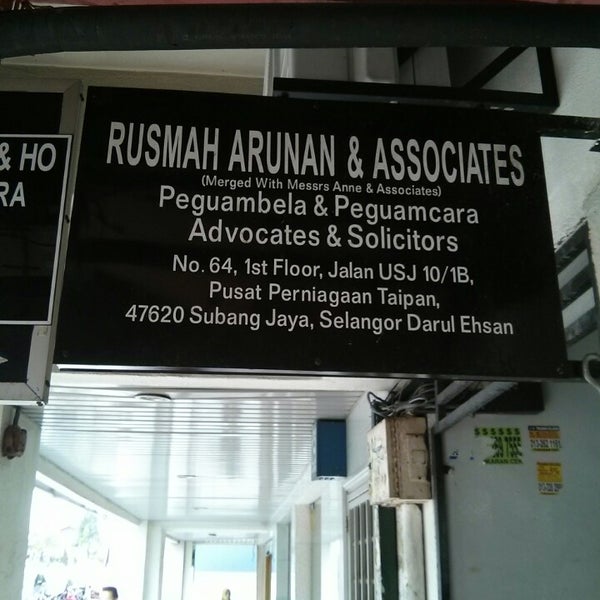 RUSMAH ARUNAN & ASSOCIATES
(Merged With Messrs Anne & Associates)
Peguambela & Peguamcara
Advocates & Solicitors
No. 64, 1st Floor, Jalan USJ 10/1B,
Pusat Perniagaan Taipan,
47620 Subang Jaya, Selangor Darul Ehsan
& HO
RA
$$$$$$